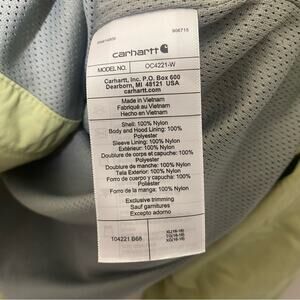 carhartt
MODEL NO. OC4221-W
Carhartt, Inc. P.O. Box 600
Dearborn, MI 48121
carhartt.com
Made in Vietnam
Fabriqué au Vietnam
Hecho en Vietnam
Shell: 100% Nylon
Body and Hood Lining: 100%
Polyester
Sleeve Lining: 100% Nylon
Extérieur: 100% Nylon
Doublure de corps et capuche: 100%
Polyester
Doublure de manche: 100% Nylon
Tela Exterior: 100% Nylon
Forro de cuerpo y capucho: 100%
Poliéster
Forro de la manga: 100% Nylon
Exclusive trimming
Sauf garnitures
Excepto adorno
104221 B68